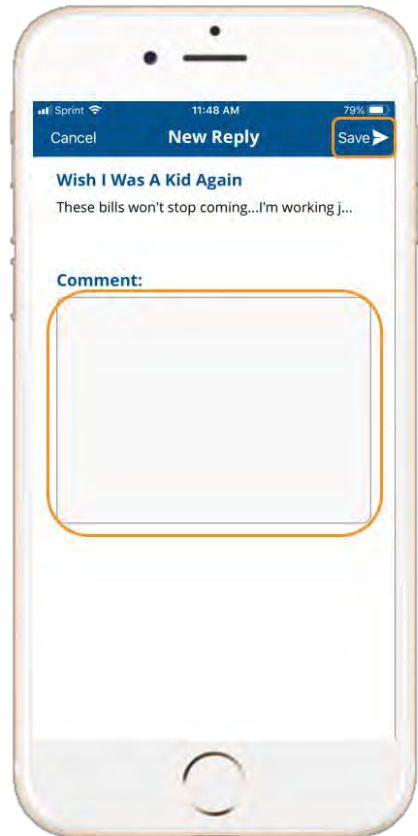 Sprint 11:48 AM 79%
Cancel New Reply Save
Wish I Was A Kid Again
These bills won't stop coming...I'm working j...
Comment: